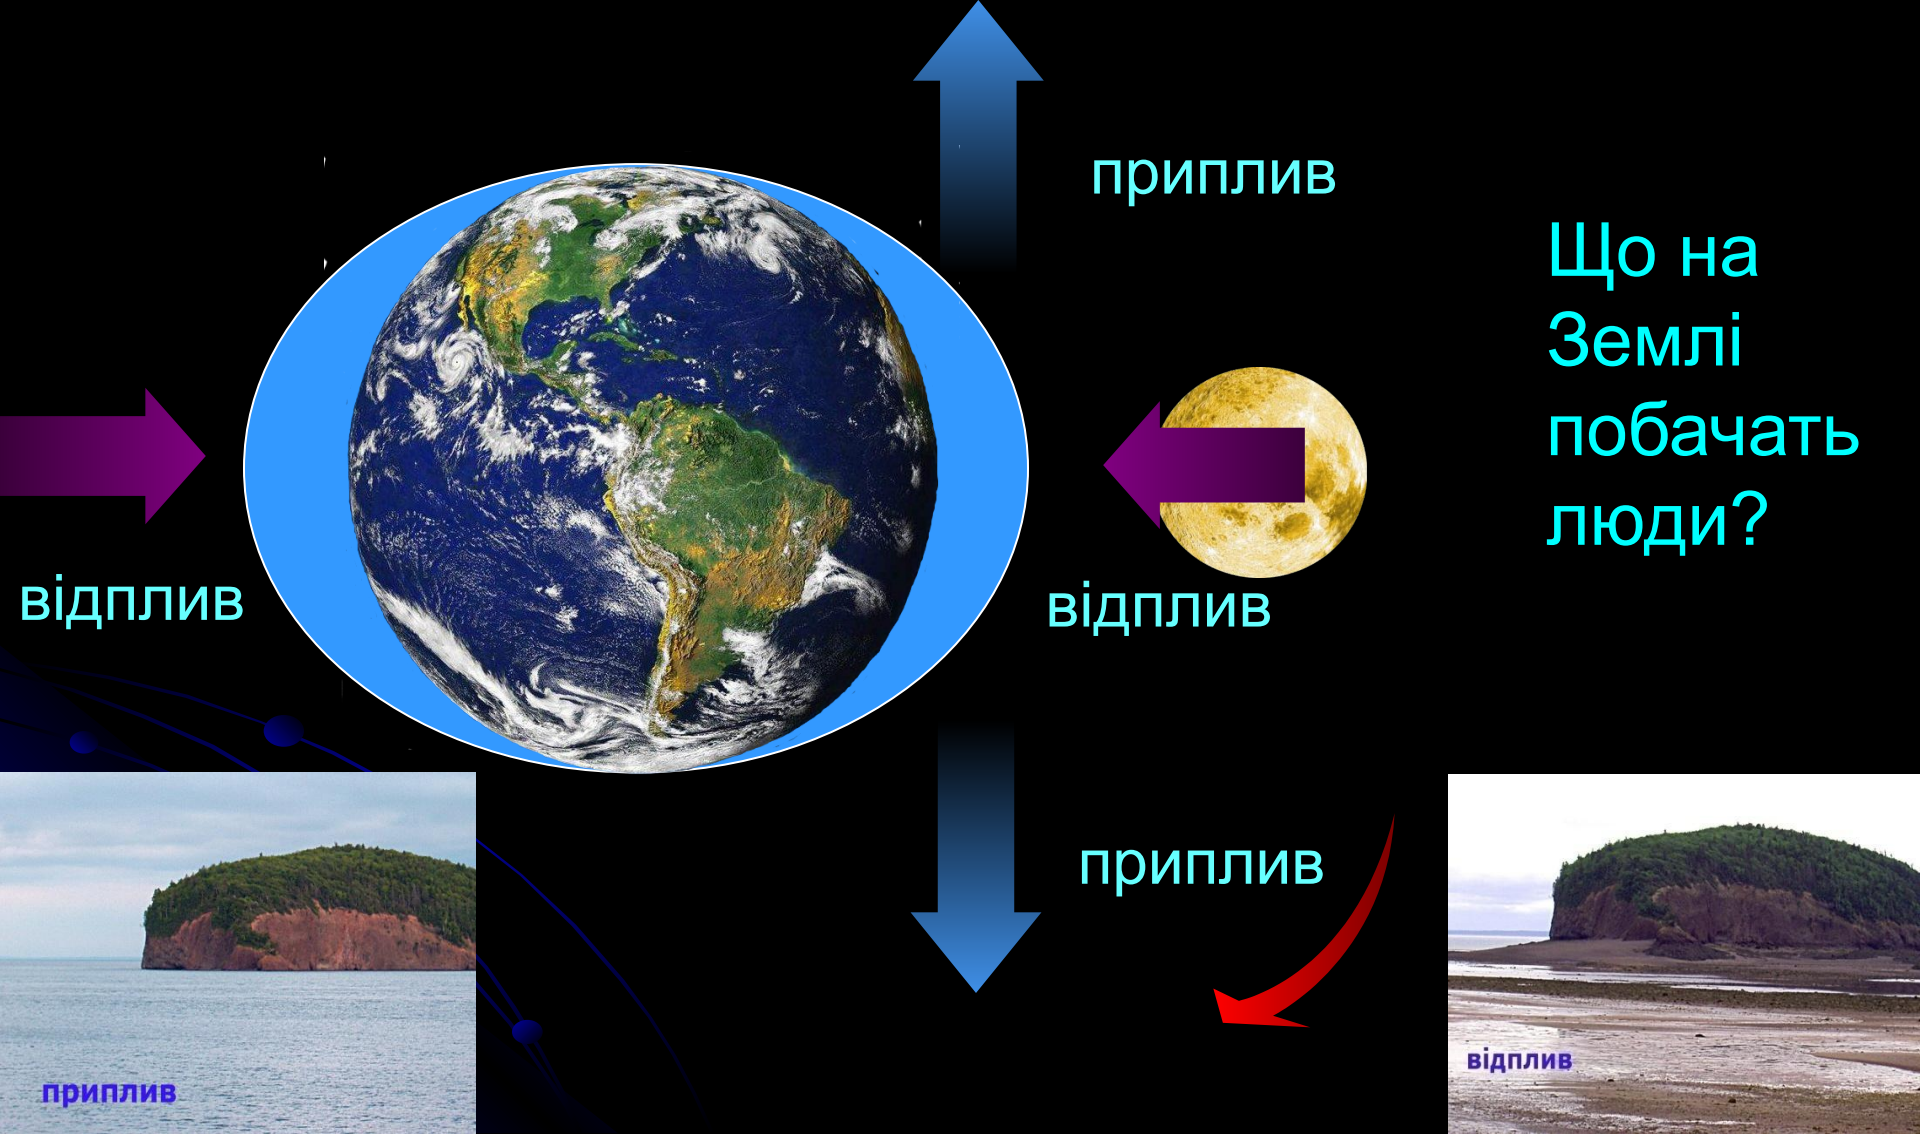 приплив
Що на
Землі
побачать
люди?
відплив
відплив
приплив
приплив
відплив